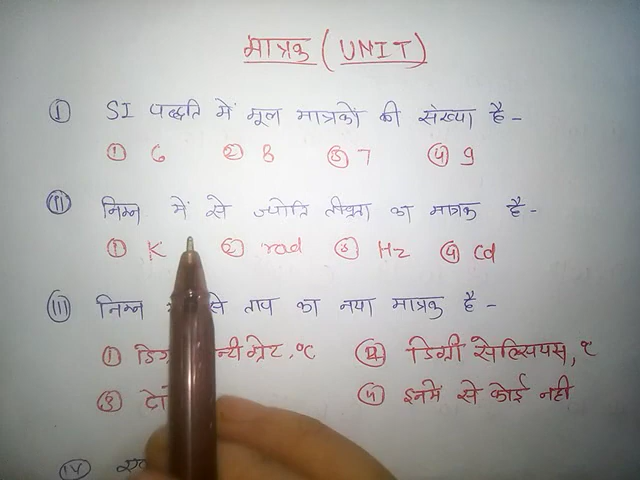 मात्रक (UNIT)
I SI पद्धति में मूल मात्रकों की संख्या है -
1 6 2 8 3 7 4 9
II निम्न में से ज्योति तीव्रता का मात्रक है -
1 K 2 rad 3 Hz 4 Cd
III निम्न से ताप का नया मात्रक है -
1 डिग्री सेन्टीग्रेट, °C 2 डिग्री सेल्सियस, °C
3 4 इनमें से कोई नही
IV